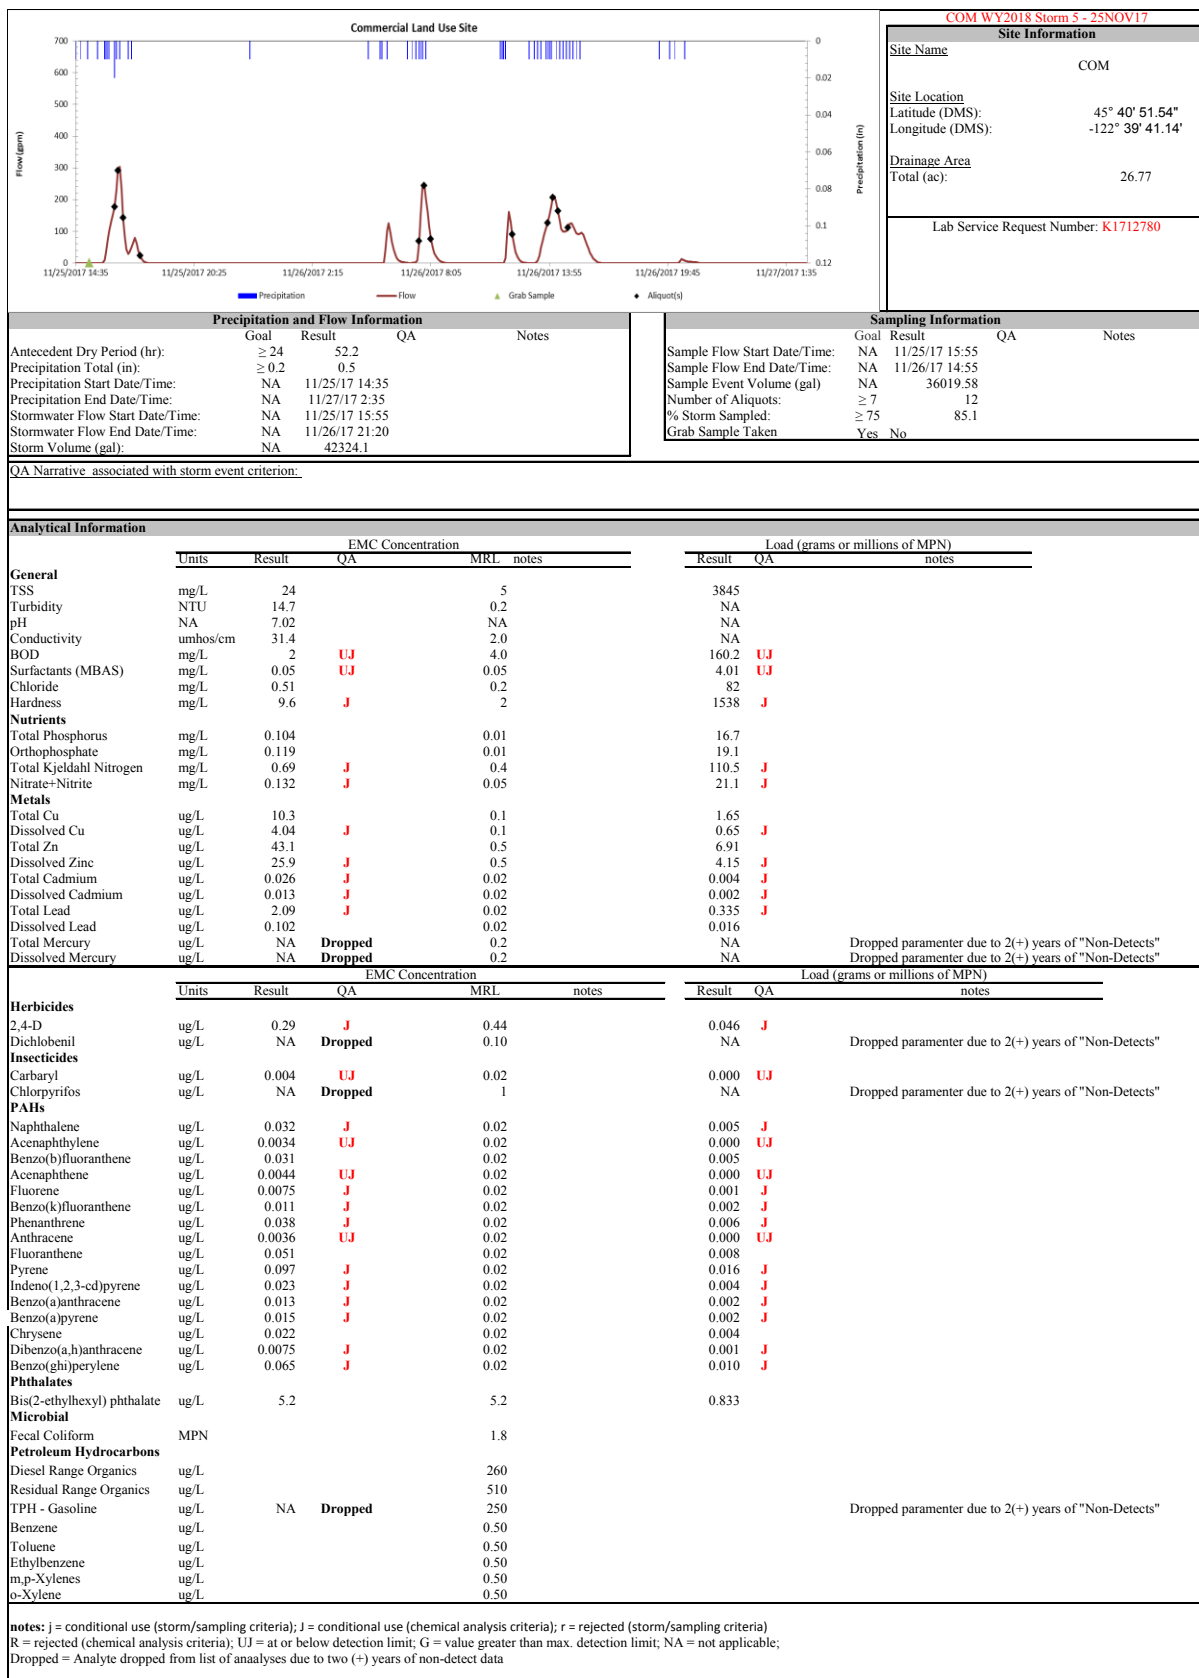 COM WY2018 Storm 5 - 25NOV17
Commercial Land Use Site
700 600 500 400 300 200 100 0
Flow (gpm)
0 0.02 0.04 0.06 0.08 0.1 0.12
Precipitation (in)
11/25/2017 14:35 11/25/2017 20:25 11/26/2017 2:15 11/26/2017 8:05 11/26/2017 13:55 11/26/2017 19:45 11/27/2017 1:35
Precipitation Flow Grab Sample Aliquot(s)
Site Information
Site Name
COM
Site Location
Latitude (DMS): 45° 40' 51.54"
Longitude (DMS): -122° 39' 41.14'
Drainage Area
Total (ac): 26.77
Lab Service Request Number: K1712780
Precipitation and Flow Information
Goal Result QA Notes
Antecedent Dry Period (hr): ≥ 24 52.2
Precipitation Total (in): ≥ 0.2 0.5
Precipitation Start Date/Time: NA 11/25/17 14:35
Precipitation End Date/Time: NA 11/27/17 2:35
Stormwater Flow Start Date/Time: NA 11/25/17 15:55
Stormwater Flow End Date/Time: NA 11/26/17 21:20
Storm Volume (gal): NA 42324.1
Sampling Information
Goal Result QA Notes
Sample Flow Start Date/Time: NA 11/25/17 15:55
Sample Flow End Date/Time: NA 11/26/17 14:55
Sample Event Volume (gal) NA 36019.58
Number of Aliquots: ≥ 7 12
% Storm Sampled: ≥ 75 85.1
Grab Sample Taken Yes No
QA Narrative associated with storm event criterion:
Analytical Information
EMC Concentration Load (grams or millions of MPN)
Units Result QA MRL notes Result QA notes
General
TSS mg/L 24 5 3845
Turbidity NTU 14.7 0.2 NA
pH NA 7.02 NA NA
Conductivity umhos/cm 31.4 2.0 NA
BOD mg/L 2 UJ 4.0 160.2 UJ
Surfactants (MBAS) mg/L 0.05 UJ 0.05 4.01 UJ
Chloride mg/L 0.51 0.2 82
Hardness mg/L 9.6 J 2 1538 J
Nutrients
Total Phosphorus mg/L 0.104 0.01 16.7
Orthophosphate mg/L 0.119 0.01 19.1
Total Kjeldahl Nitrogen mg/L 0.69 J 0.4 110.5 J
Nitrate+Nitrite mg/L 0.132 J 0.05 21.1 J
Metals
Total Cu ug/L 10.3 0.1 1.65
Dissolved Cu ug/L 4.04 J 0.1 0.65 J
Total Zn ug/L 43.1 0.5 6.91
Dissolved Zinc ug/L 25.9 J 0.5 4.15 J
Total Cadmium ug/L 0.026 J 0.02 0.004 J
Dissolved Cadmium ug/L 0.013 J 0.02 0.002 J
Total Lead ug/L 2.09 J 0.02 0.335 J
Dissolved Lead ug/L 0.102 0.02 0.016
Total Mercury ug/L NA Dropped 0.2 NA Dropped paramenter due to 2(+) years of "Non-Detects"
Dissolved Mercury ug/L NA Dropped 0.2 NA Dropped paramenter due to 2(+) years of "Non-Detects"
EMC Concentration Load (grams or millions of MPN)
Units Result QA MRL notes Result QA notes
Herbicides
2,4-D ug/L 0.29 J 0.44 0.046 J
Dichlobenil ug/L NA Dropped 0.10 NA Dropped paramenter due to 2(+) years of "Non-Detects"
Insecticides
Carbaryl ug/L 0.004 UJ 0.02 0.000 UJ
Chlorpyrifos ug/L NA Dropped 1 NA Dropped paramenter due to 2(+) years of "Non-Detects"
PAHs
Naphthalene ug/L 0.032 J 0.02 0.005 J
Acenaphthylene ug/L 0.0034 UJ 0.02 0.000 UJ
Benzo(b)fluoranthene ug/L 0.031 0.02 0.005
Acenaphthene ug/L 0.0044 UJ 0.02 0.000 UJ
Fluorene ug/L 0.0075 J 0.02 0.001 J
Benzo(k)fluoranthene ug/L 0.011 J 0.02 0.002 J
Phenanthrene ug/L 0.038 J 0.02 0.006 J
Anthracene ug/L 0.0036 UJ 0.02 0.000 UJ
Fluoranthene ug/L 0.051 0.02 0.008
Pyrene ug/L 0.097 J 0.02 0.016 J
Indeno(1,2,3-cd)pyrene ug/L 0.023 J 0.02 0.004 J
Benzo(a)anthracene ug/L 0.013 J 0.02 0.002 J
Benzo(a)pyrene ug/L 0.015 J 0.02 0.002 J
Chrysene ug/L 0.022 0.02 0.004
Dibenzo(a,h)anthracene ug/L 0.0075 J 0.02 0.001 J
Benzo(ghi)perylene ug/L 0.065 J 0.02 0.010 J
Phthalates
Bis(2-ethylhexyl) phthalate ug/L 5.2 5.2 0.833
Microbial
Fecal Coliform MPN 1.8
Petroleum Hydrocarbons
Diesel Range Organics ug/L 260
Residual Range Organics ug/L 510
TPH - Gasoline ug/L NA Dropped 250 Dropped paramenter due to 2(+) years of "Non-Detects"
Benzene ug/L 0.50
Toluene ug/L 0.50
Ethylbenzene ug/L 0.50
m,p-Xylenes ug/L 0.50
o-Xylene ug/L 0.50
notes: j = conditional use (storm/sampling criteria); J = conditional use (chemical analysis criteria); r = rejected (storm/sampling criteria)
R = rejected (chemical analysis criteria); UJ = at or below detection limit; G = value greater than max. detection limit; NA = not applicable;
Dropped = Analyte dropped from list of anaalyses due to two (+) years of non-detect data